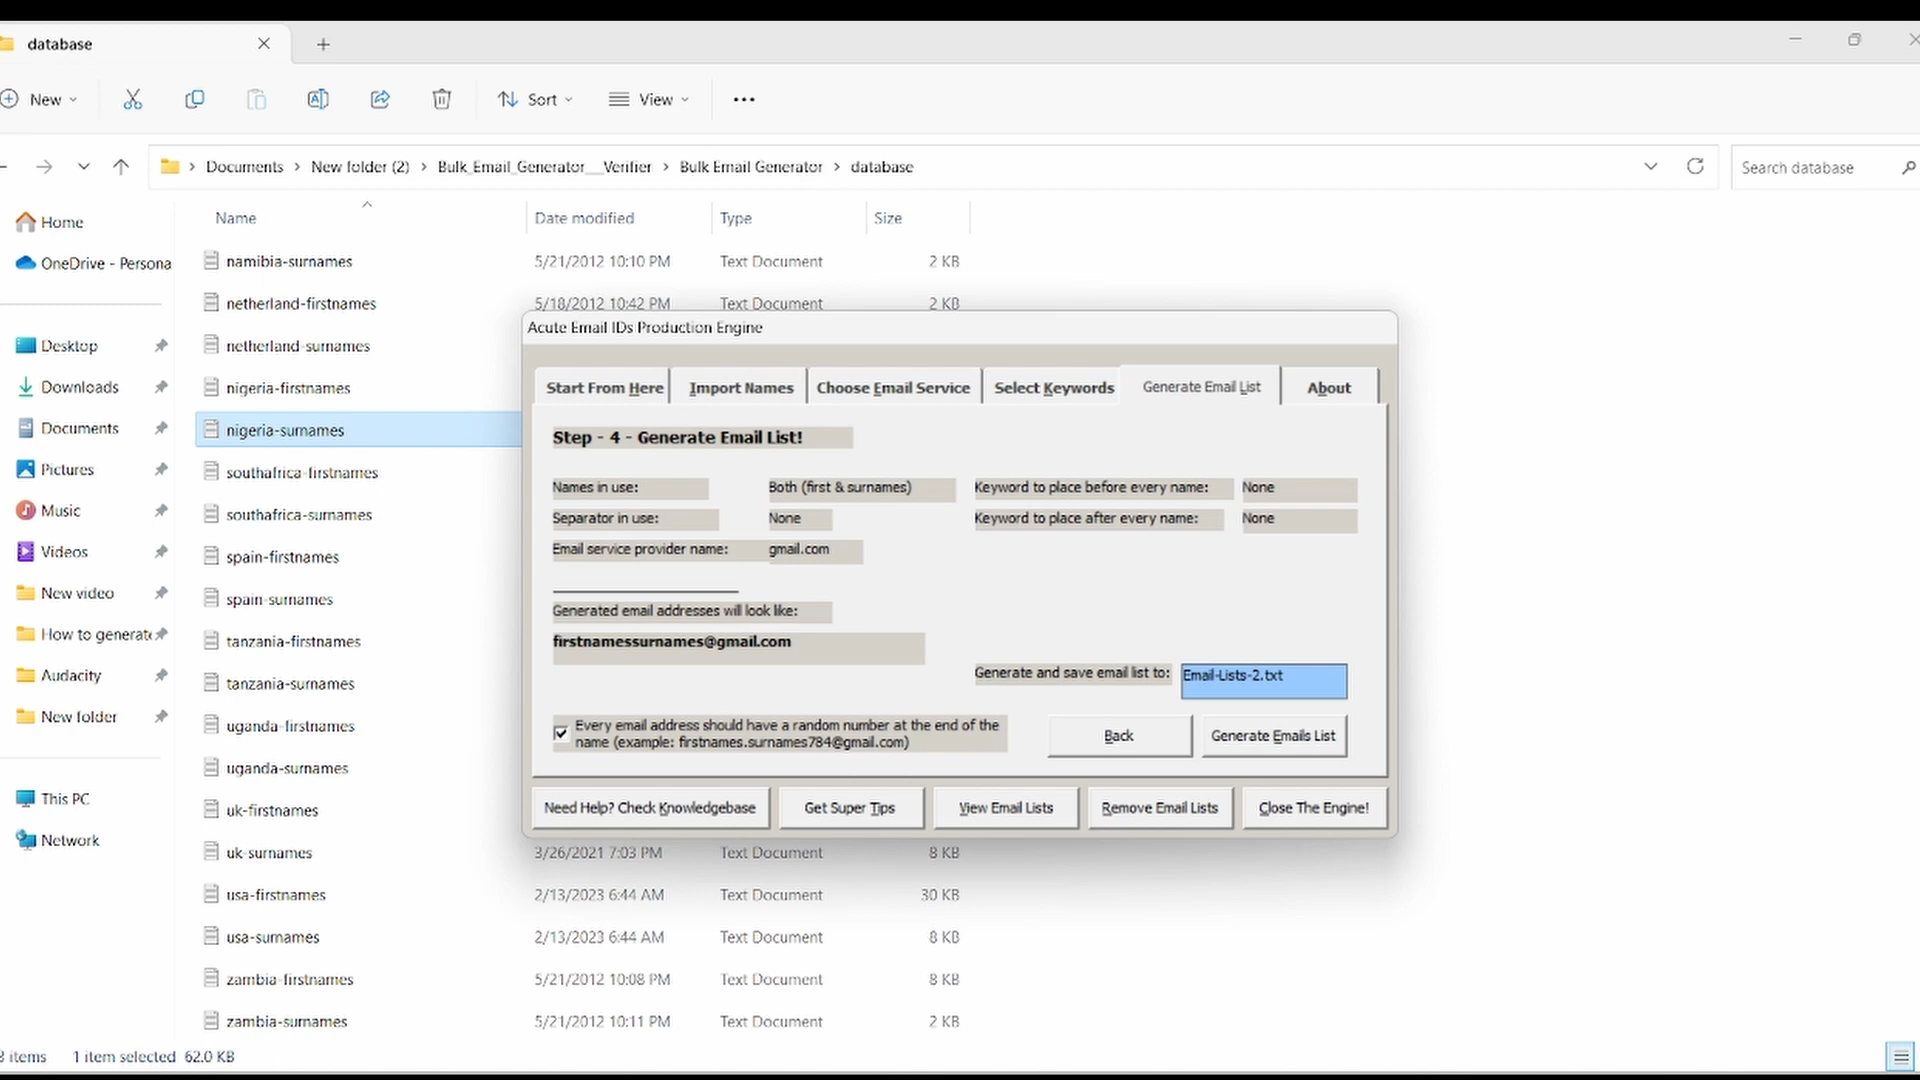 database
New
Sort
View
Documents
New folder (2)
Bulk_Email_Generator__Verifier
Bulk Email Generator
database
Search database
Home
OneDrive - Persona
Desktop
Downloads
Documents
Pictures
Music
Videos
New video
How to generate
Audacity
New folder
This PC
Network
Name Date modified Type Size
namibia-surnames 5/21/2012 10:10 PM Text Document 2 KB
netherland-firstnames 5/18/2012 10:42 PM Text Document 2 KB
netherland-surnames
nigeria-firstnames
nigeria-surnames
southafrica-firstnames
southafrica-surnames
spain-firstnames
spain-surnames
tanzania-firstnames
tanzania-surnames
uganda-firstnames
uganda-surnames
uk-firstnames
uk-surnames 3/26/2021 7:03 PM Text Document 8 KB
usa-firstnames 2/13/2023 6:44 AM Text Document 30 KB
usa-surnames 2/13/2023 6:44 AM Text Document 8 KB
zambia-firstnames 5/21/2012 10:08 PM Text Document 8 KB
zambia-surnames 5/21/2012 10:11 PM Text Document 2 KB
Acute Email IDs Production Engine
Start From Here
Import Names
Choose Email Service
Select Keywords
Generate Email List
About
Step - 4 - Generate Email List!
Names in use: Both (first & surnames) Keyword to place before every name: None
Separator in use: None Keyword to place after every name: None
Email service provider name: gmail.com
Generated email addresses will look like:
firstnamessurnames@gmail.com
Generate and save email list to: Email-Lists-2.txt
Every email address should have a random number at the end of the
name (example: firstnames.surnames784@gmail.com)
Back
Generate Emails List
Need Help? Check Knowledgebase
Get Super Tips
View Email Lists
Remove Email Lists
Close The Engine!
items 1 item selected 62.0 KB